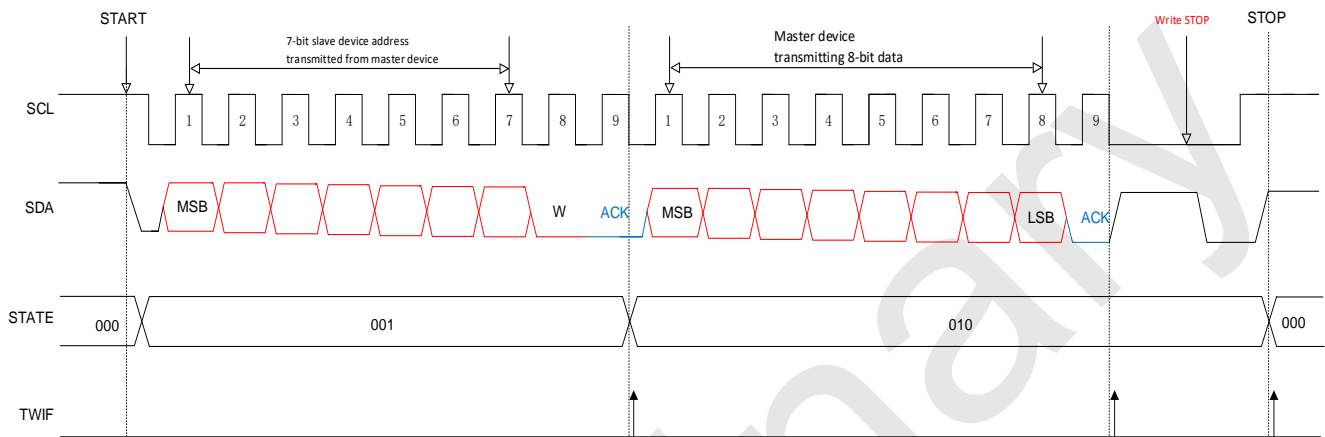 START
STOP
Write STOP
7-bit slave device address
transmitted from master device
Master device
transmitting 8-bit data
SCL
1 2 3 4 5 6 7 8 9 1 2 3 4 5 6 7 8 9
SDA
MSB W ACK MSB LSB ACK
STATE
000 001 010 000
TWIF